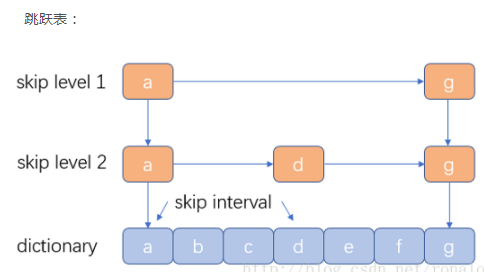 跳跃表：
skip level 1
a g
skip level 2
a d g
skip interval
dictionary
a b c d e f g